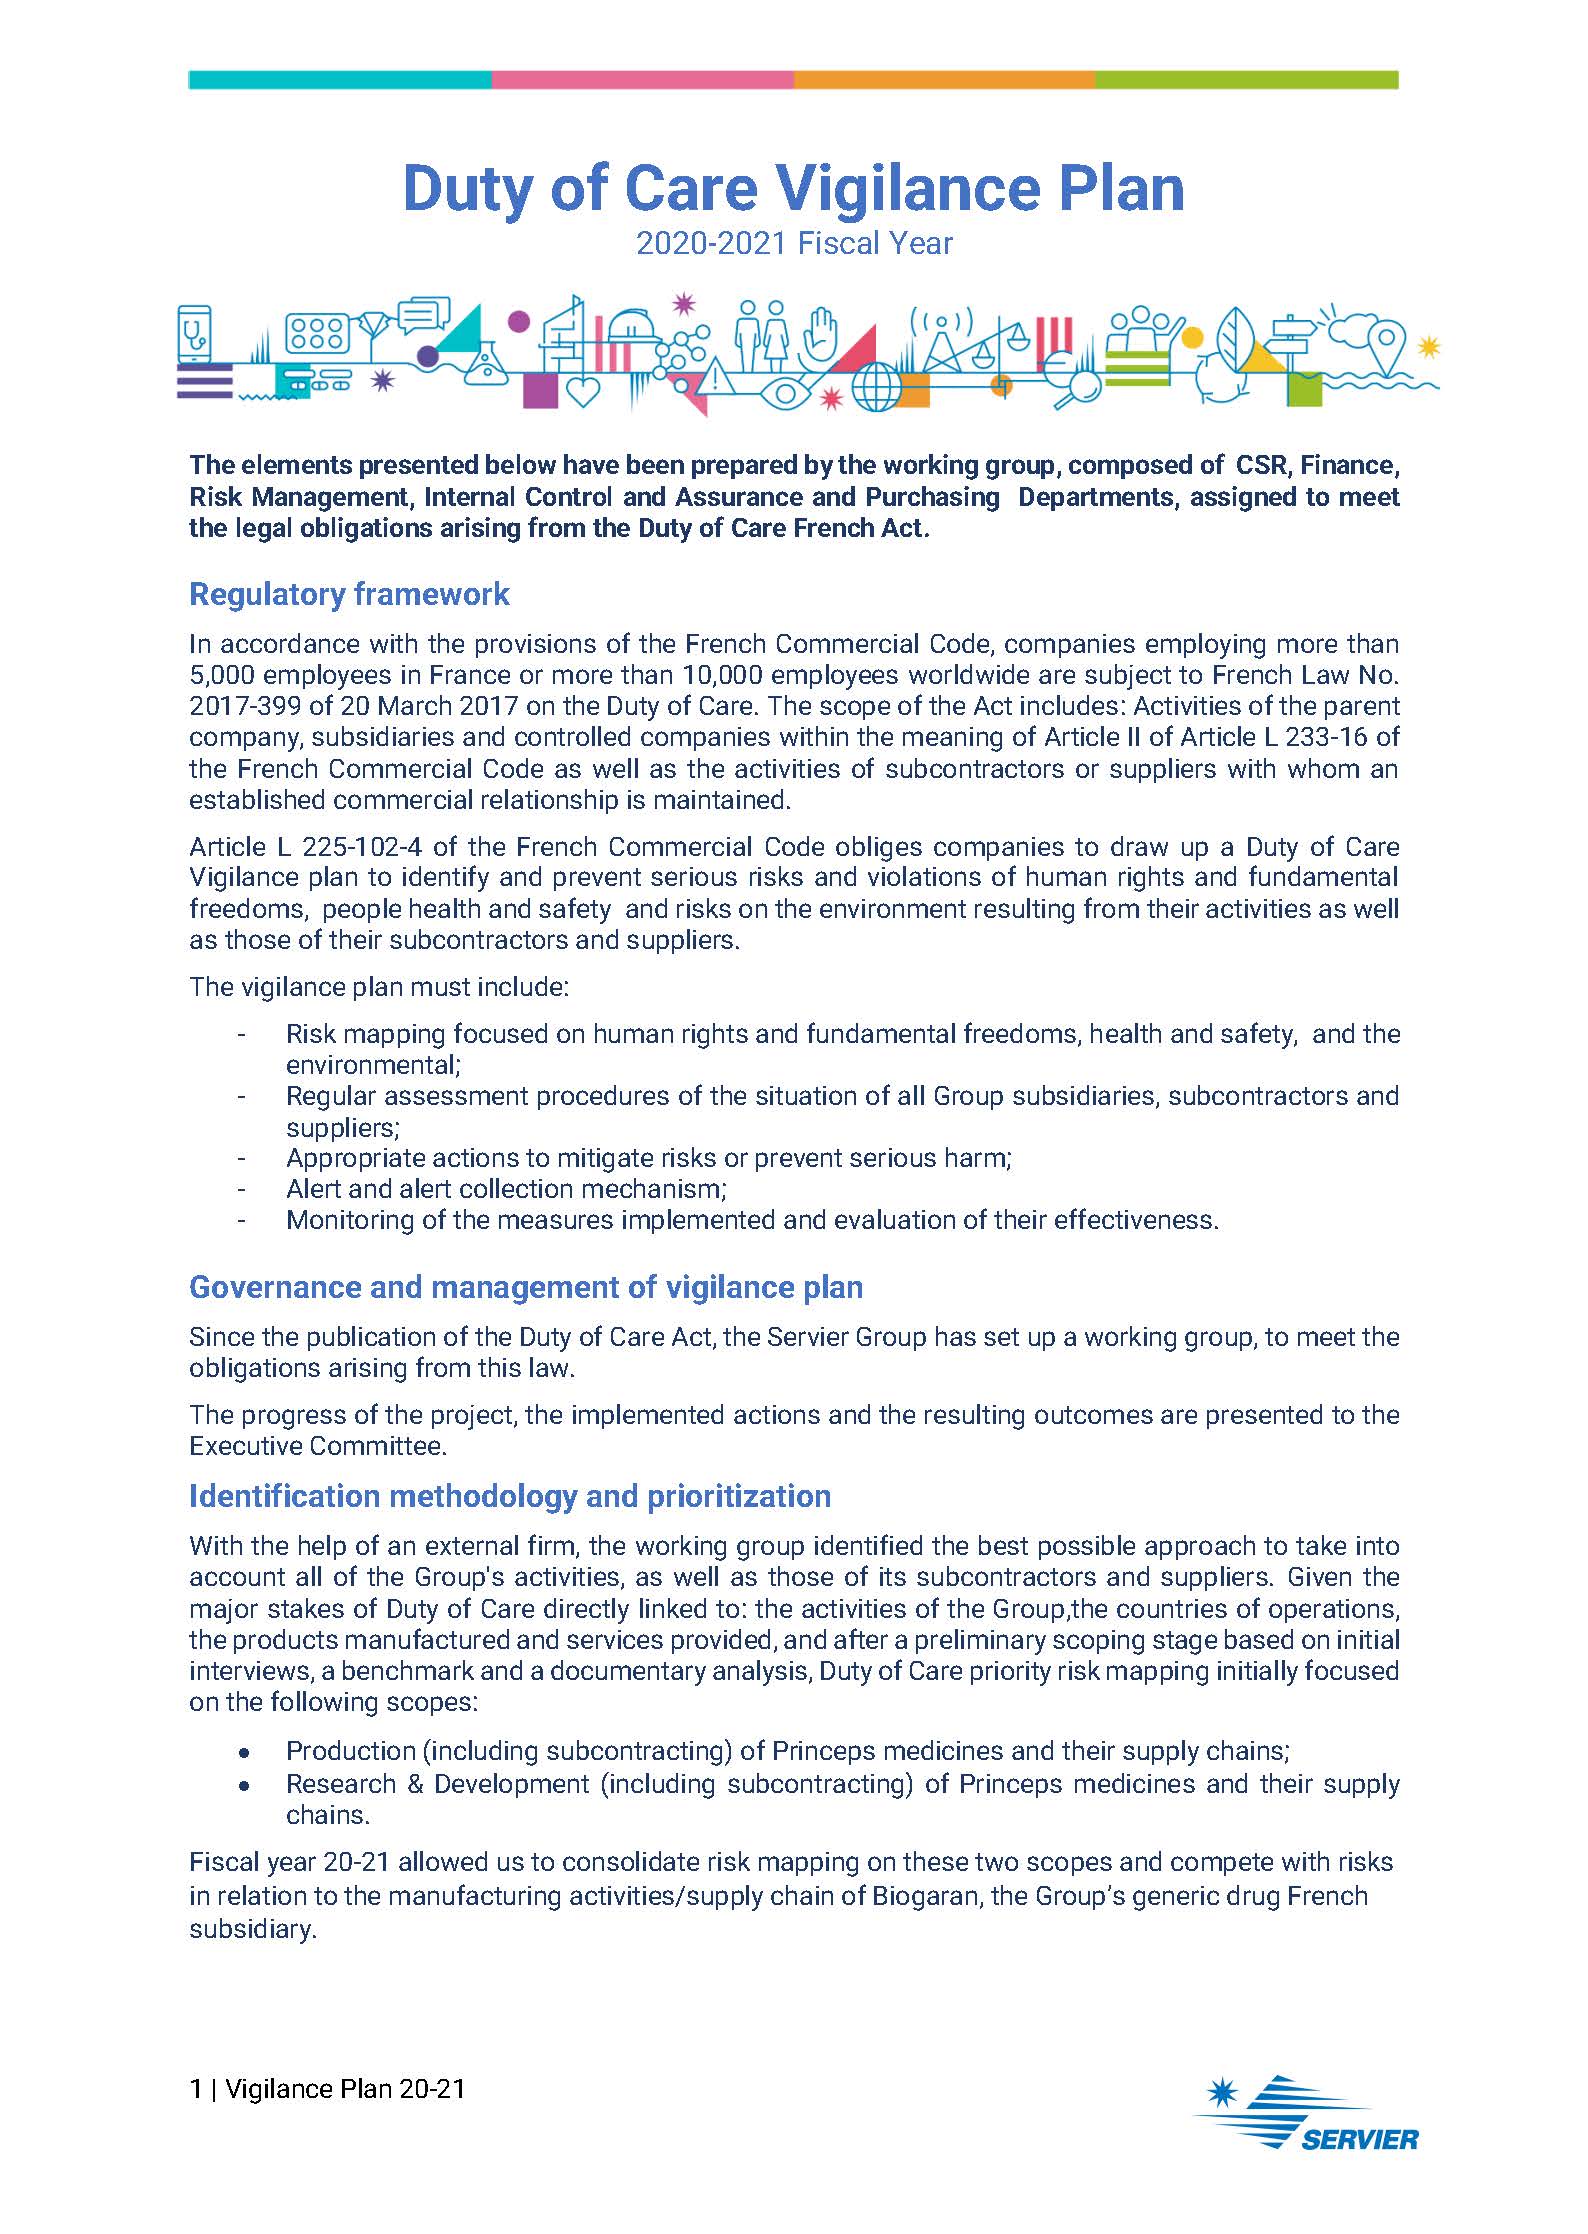 Duty of Care Vigilance Plan
2020-2021 Fiscal Year
The elements presented below have been prepared by the working group, composed of CSR, Finance,
Risk Management, Internal Control and Assurance and Purchasing Departments, assigned to meet
the legal obligations arising from the Duty of Care French Act.
Regulatory framework
In accordance with the provisions of the French Commercial Code, companies employing more than
5,000 employees in France or more than 10,000 employees worldwide are subject to French Law No.
2017-399 of 20 March 2017 on the Duty of Care. The scope of the Act includes: Activities of the parent
company, subsidiaries and controlled companies within the meaning of Article II of Article L 233-16 of
the French Commercial Code as well as the activities of subcontractors or suppliers with whom an
established commercial relationship is maintained.
Article L 225-102-4 of the French Commercial Code obliges companies to draw up a Duty of Care
Vigilance plan to identify and prevent serious risks and violations of human rights and fundamental
freedoms, people health and safety and risks on the environment resulting from their activities as well
as those of their subcontractors and suppliers.
The vigilance plan must include:
- Risk mapping focused on human rights and fundamental freedoms, health and safety, and the
environmental;
- Regular assessment procedures of the situation of all Group subsidiaries, subcontractors and
suppliers;
- Appropriate actions to mitigate risks or prevent serious harm;
- Alert and alert collection mechanism;
- Monitoring of the measures implemented and evaluation of their effectiveness.
Governance and management of vigilance plan
Since the publication of the Duty of Care Act, the Servier Group has set up a working group, to meet the
obligations arising from this law.
The progress of the project, the implemented actions and the resulting outcomes are presented to the
Executive Committee.
Identification methodology and prioritization
With the help of an external firm, the working group identified the best possible approach to take into
account all of the Group's activities, as well as those of its subcontractors and suppliers. Given the
major stakes of Duty of Care directly linked to: the activities of the Group,the countries of operations,
the products manufactured and services provided, and after a preliminary scoping stage based on initial
interviews, a benchmark and a documentary analysis, Duty of Care priority risk mapping initially focused
on the following scopes:
● Production (including subcontracting) of Princeps medicines and their supply chains;
● Research & Development (including subcontracting) of Princeps medicines and their supply
chains.
Fiscal year 20-21 allowed us to consolidate risk mapping on these two scopes and compete with risks
in relation to the manufacturing activities/supply chain of Biogaran, the Group's generic drug French
subsidiary.
1 | Vigilance Plan 20-21
SERVIER